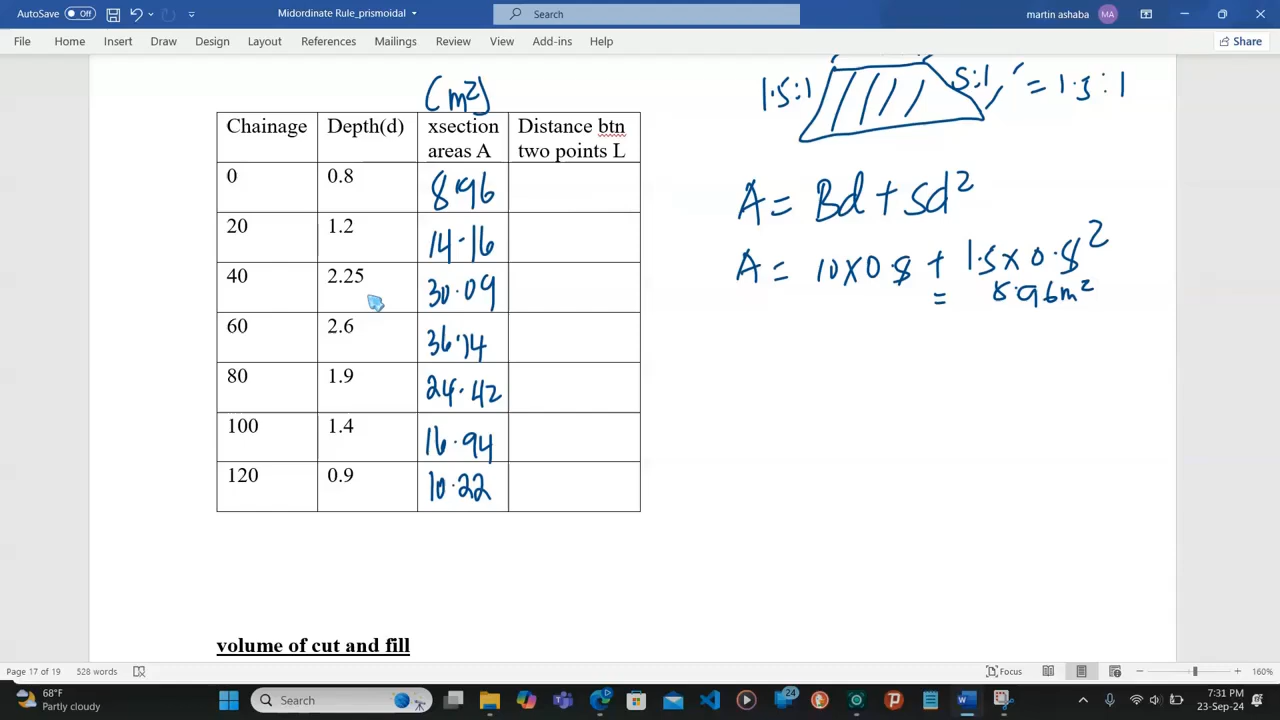 AutoSave Off
Midordinate Rule_prismoidal
Search
martin ashaba MA
File Home Insert Draw Design Layout References Mailings Review View Add-ins Help
Share
1.5:1 S:1 = 1.5:1
(m²)
Chainage Depth(d) xsection areas A Distance btn two points L
0 0.8 8.96
20 1.2 14.16
40 2.25 30.09
60 2.6 36.14
80 1.9 24.42
100 1.4 16.94
120 0.9 10.22
A = Bd + Sd²
A = 10 x 0.8 + 1.5 x 0.8²
= 8.96m²
volume of cut and fill
Page 17 of 19 528 words
Focus
160%
68°F
Partly cloudy
Search
24
7:31 PM
23-Sep-24